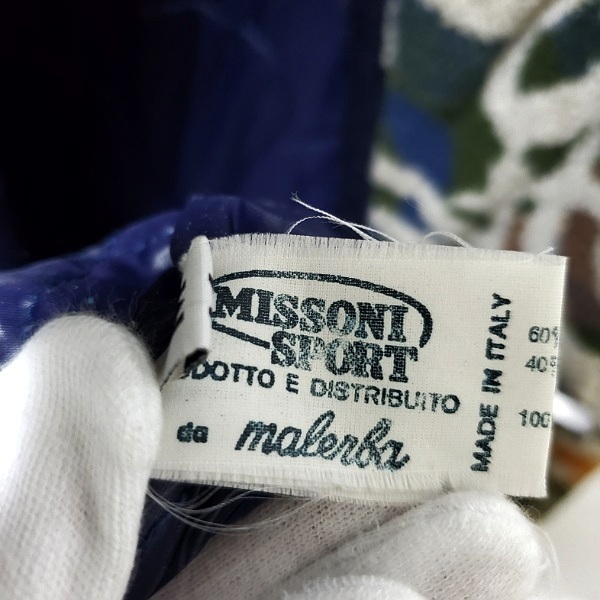 MISSONI
SPORT
DOTTO E DISTRIBUITO
da malerba
MADE IN ITALY
60%
40%
100